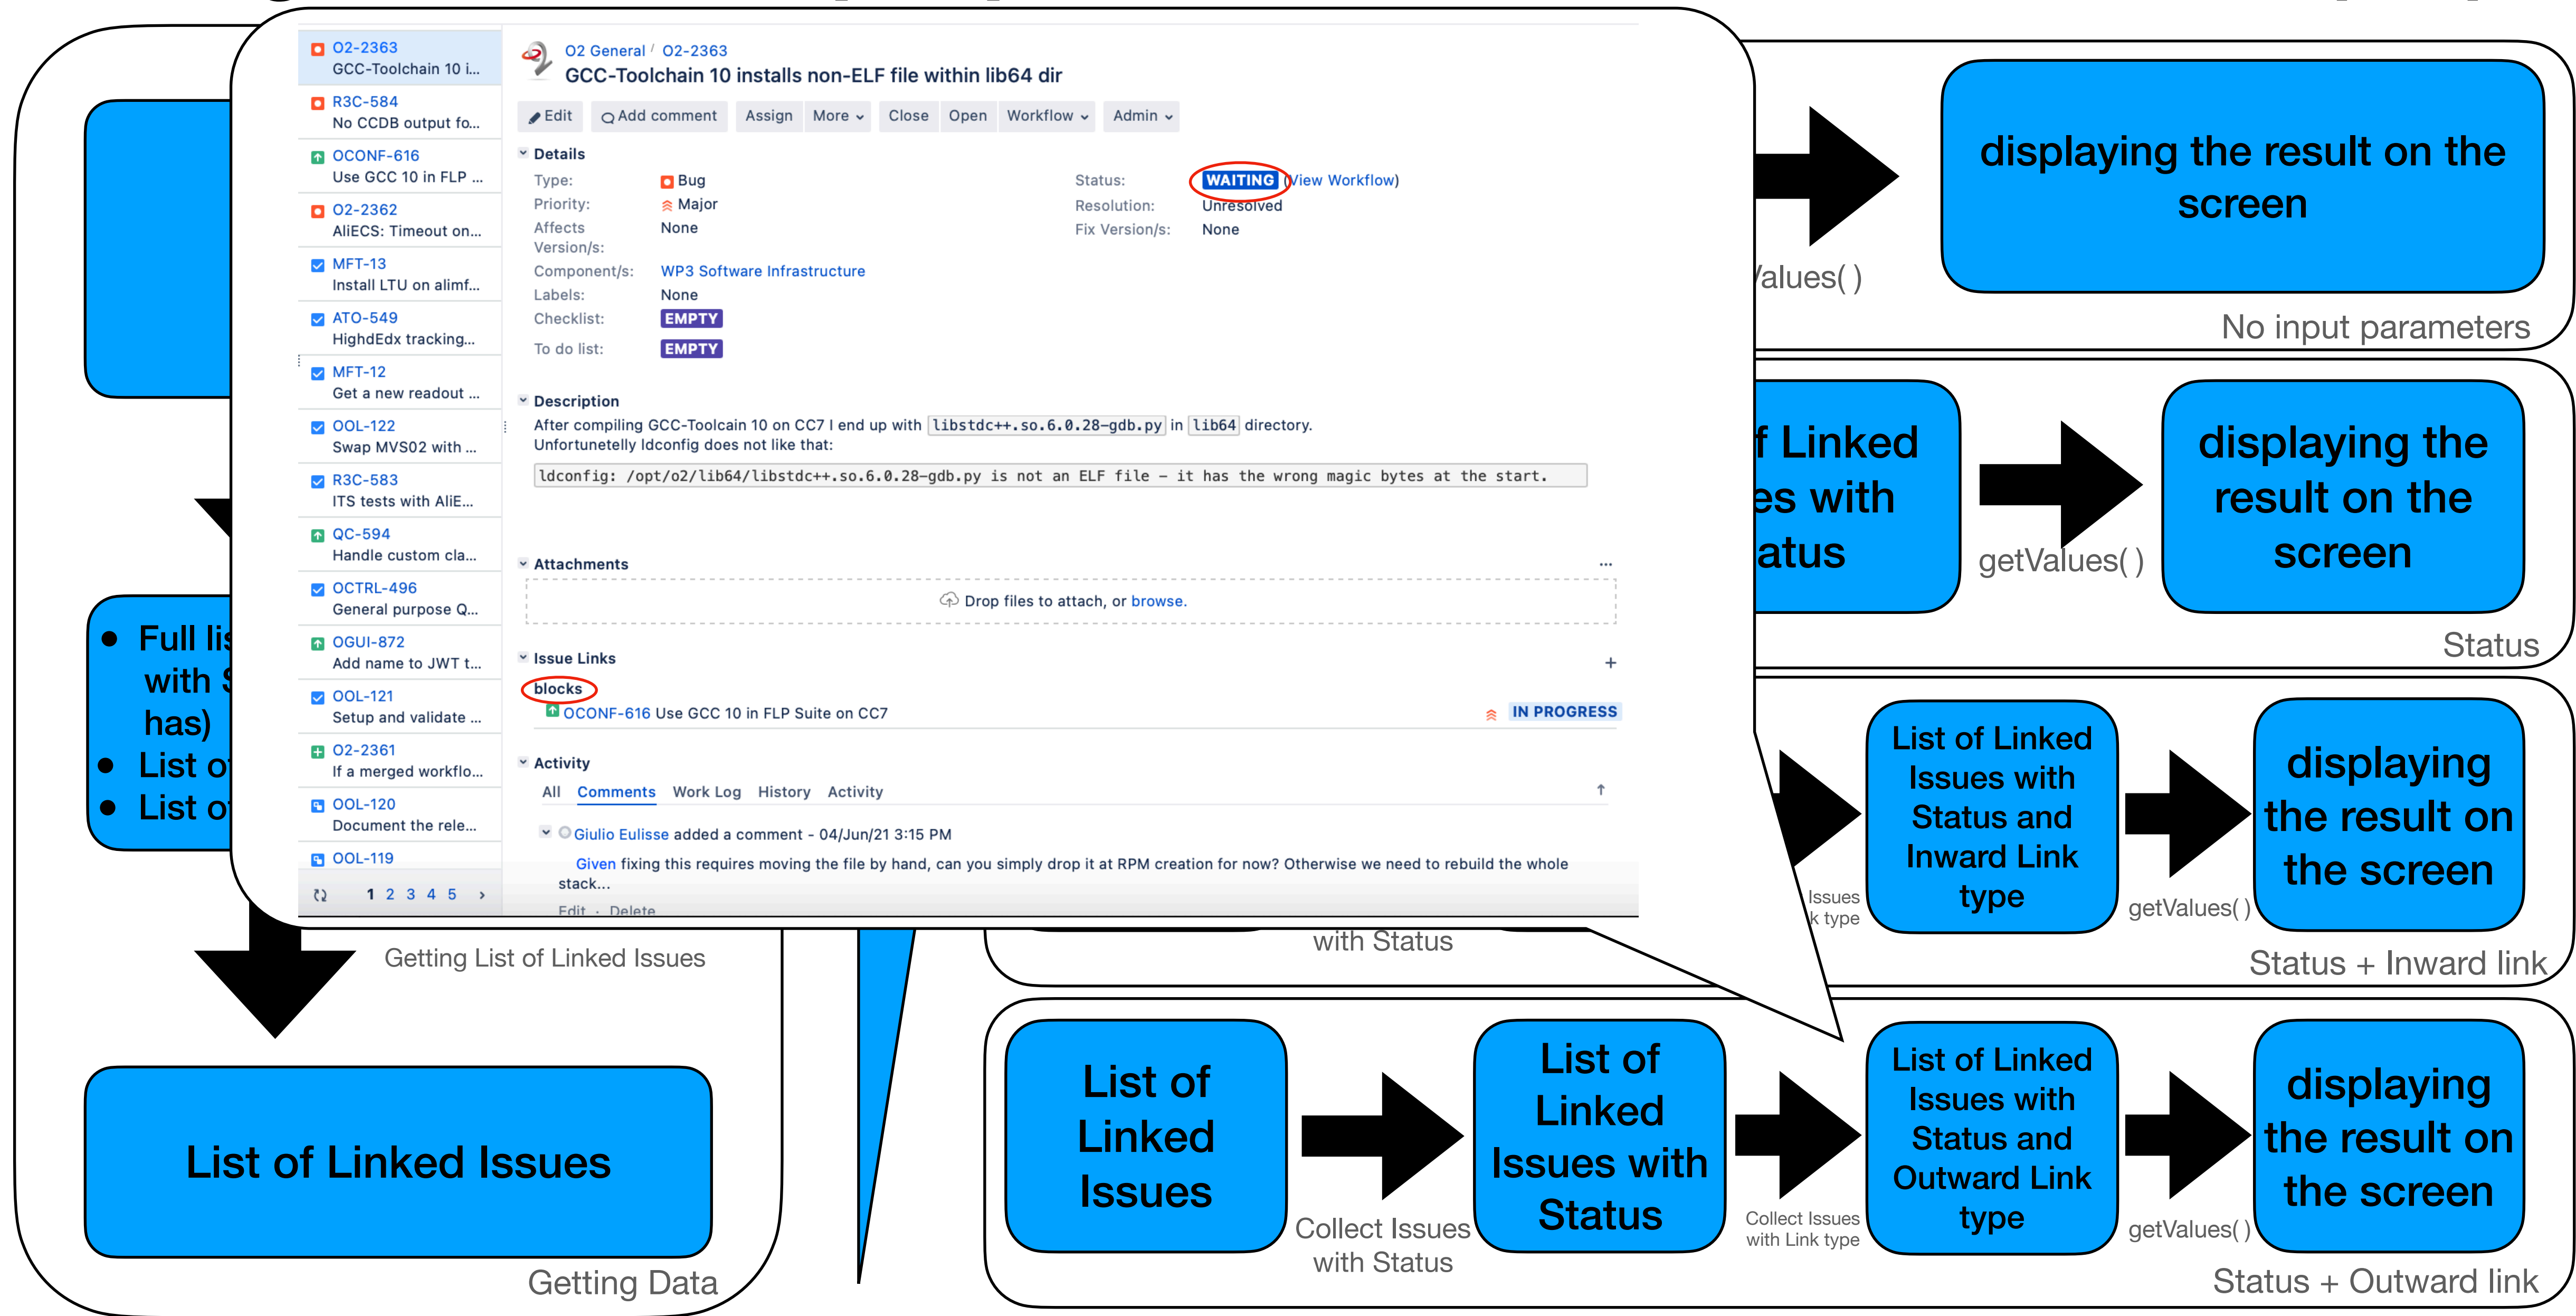 O2-2363
GCC-Toolchain 10 i...
R3C-584
No CCDB output fo...
OCONF-616
Use GCC 10 in FLP ...
O2-2362
AliECS: Timeout on...
MFT-13
Install LTU on alimf...
ATO-549
HighdEdx tracking...
MFT-12
Get a new readout ...
OOL-122
Swap MVS02 with ...
R3C-583
ITS tests with AliE...
QC-594
Handle custom cla...
OCTRL-496
General purpose Q...
OGUI-872
Add name to JWT t...
OOL-121
Setup and validate ...
O2-2361
If a merged workflo...
OOL-120
Document the rele...
OOL-119
1 2 3 4 5 >
O2 General / O2-2363
GCC-Toolchain 10 installs non-ELF file within lib64 dir
Edit Add comment Assign More Close Open Workflow Admin
Details
Type: Bug
Priority: Major
Affects Version/s: None
Component/s: WP3 Software Infrastructure
Labels: None
Checklist: EMPTY
To do list: EMPTY
Status: WAITING (View Workflow)
Resolution: Unresolved
Fix Version/s: None
Description
After compiling GCC-Toolcain 10 on CC7 I end up with libstdc++.so.6.0.28-gdb.py in lib64 directory.
Unfortunetelly ldconfig does not like that:
ldconfig: /opt/o2/lib64/libstdc++.so.6.0.28-gdb.py is not an ELF file – it has the wrong magic bytes at the start.
Attachments
...
Drop files to attach, or browse.
Issue Links
+
blocks
OCONF-616 Use GCC 10 in FLP Suite on CC7 IN PROGRESS
Activity
All Comments Work Log History Activity
Giulio Eulisse added a comment - 04/Jun/21 3:15 PM
Given fixing this requires moving the file by hand, can you simply drop it at RPM creation for now? Otherwise we need to rebuild the whole
stack...
Edit · Delete
• Full lis
with S
has)
• List o
• List o
Getting List of Linked Issues
List of Linked Issues
Getting Data
Values( )
displaying the result on the
screen
No input parameters
f Linked
es with
atus
getValues( )
displaying the
result on the
screen
Status
with Status
Issues
k type
List of Linked
Issues with
Status and
Inward Link
type
getValues( )
displaying
the result on
the screen
Status + Inward link
List of
Linked
Issues
Collect Issues
with Status
List of
Linked
Issues with
Status
Collect Issues
with Link type
List of Linked
Issues with
Status and
Outward Link
type
getValues( )
displaying
the result on
the screen
Status + Outward link